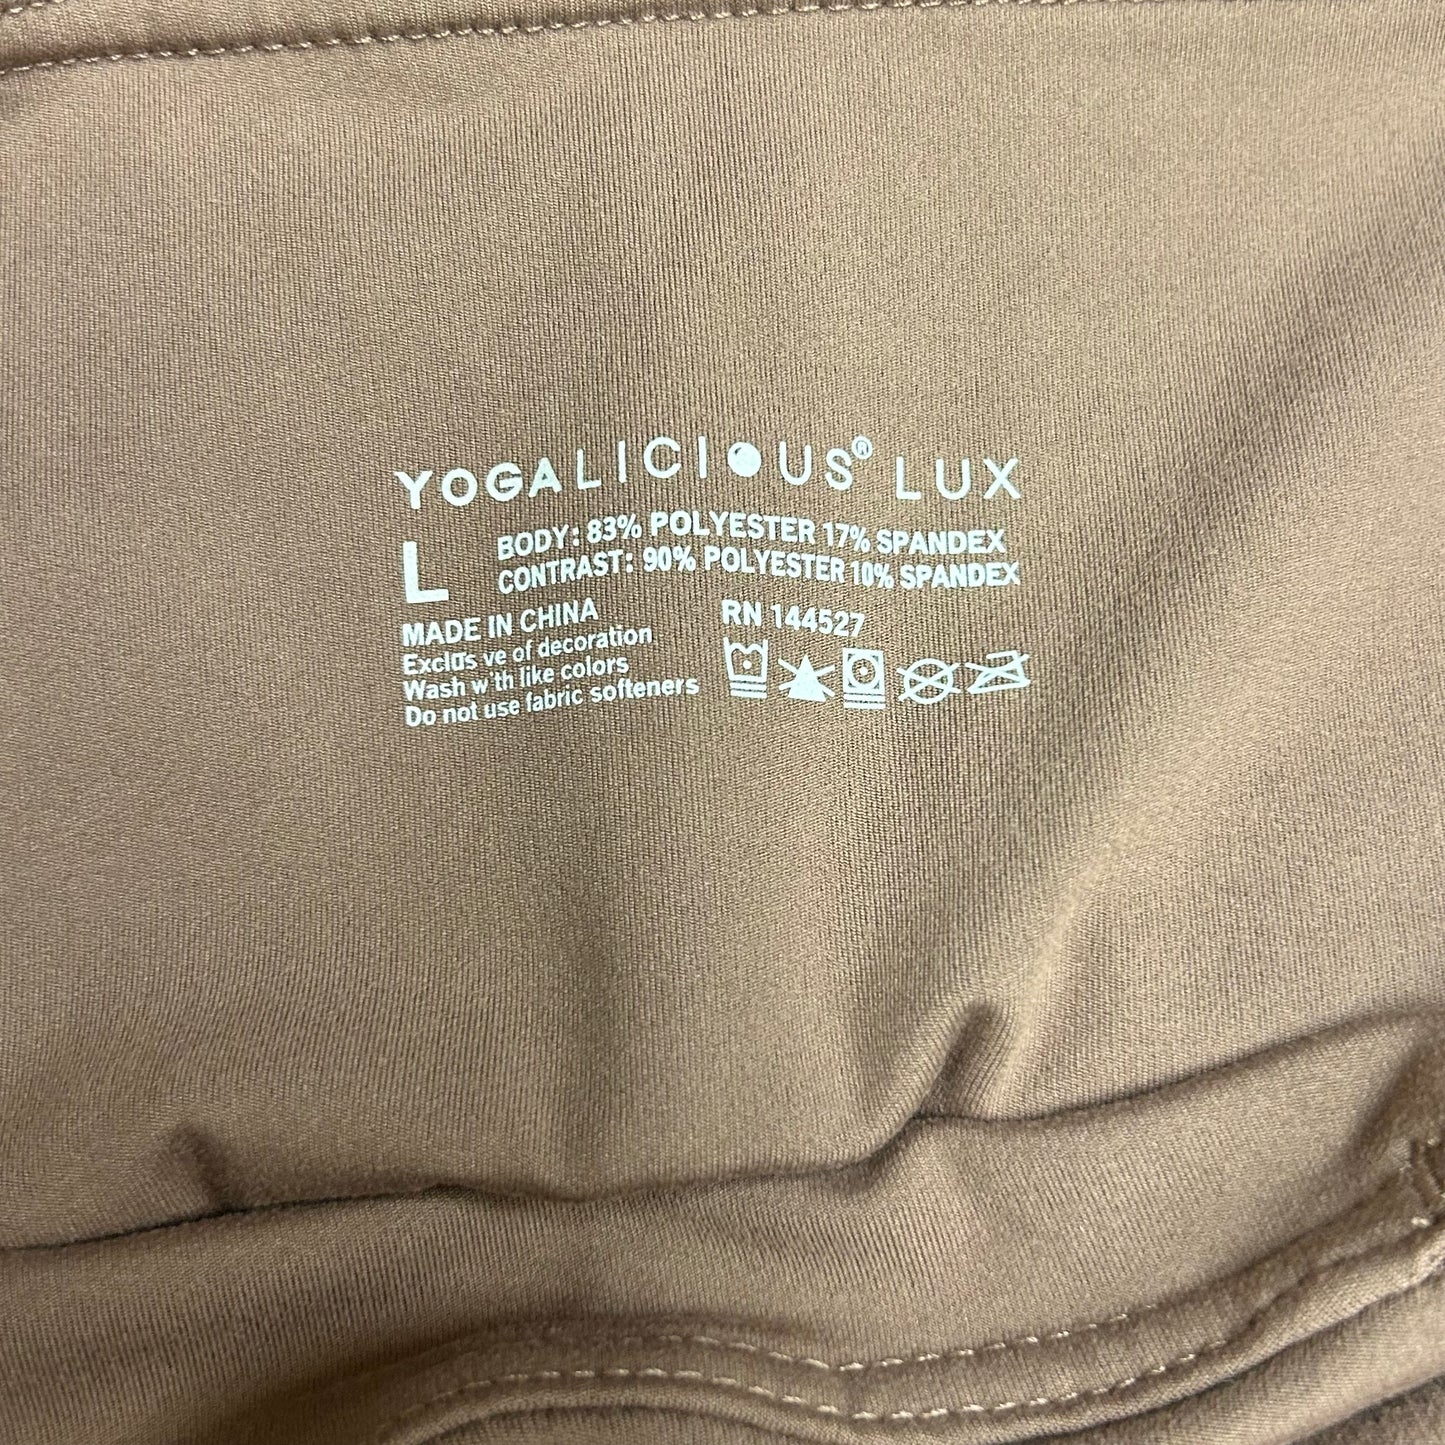 YOGALICIOUS® LUX
L
BODY: 83% POLYESTER 17% SPANDEX
CONTRAST: 90% POLYESTER 10% SPANDEX
MADE IN CHINA
RN 144527
Exclus ve of decoration
Wash w th like colors
Do not use fabric softeners